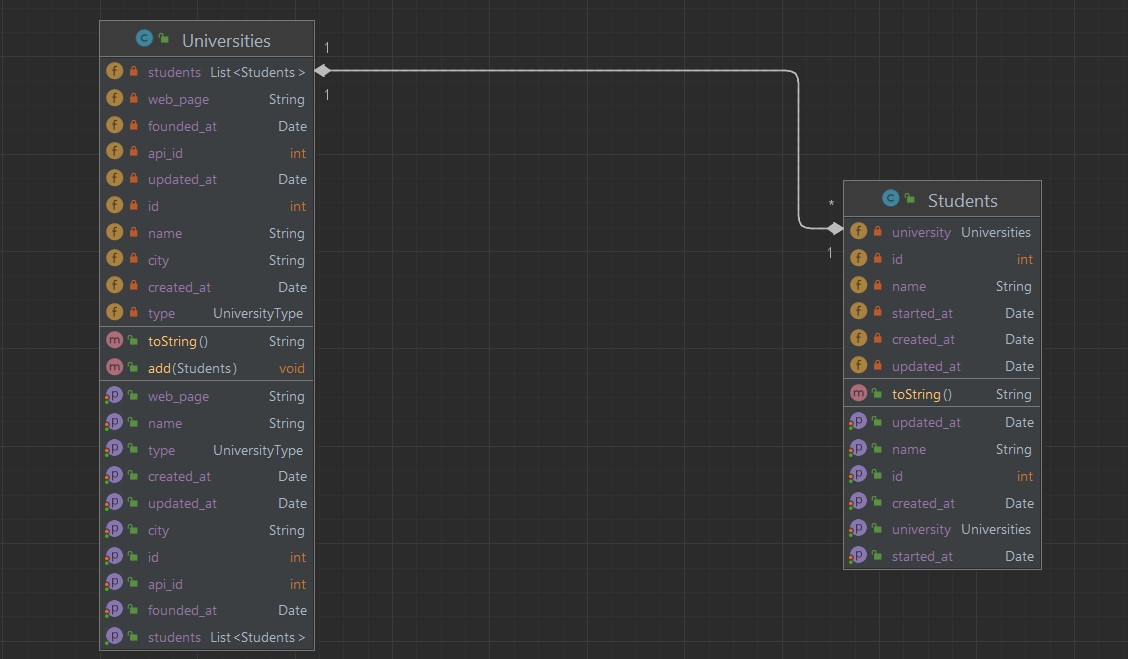 C Universities
f students List<Students>
f web_page String
f founded_at Date
f api_id int
f updated_at Date
f id int
f name String
f city String
f created_at Date
f type UniversityType
m toString() String
m add(Students) void
p web_page String
p name String
p type UniversityType
p created_at Date
p updated_at Date
p city String
p id int
p api_id int
p founded_at Date
p students List<Students>
1
1
*
1
C Students
f university Universities
f id int
f name String
f started_at Date
f created_at Date
f updated_at Date
m toString() String
p updated_at Date
p name String
p id int
p created_at Date
p university Universities
p started_at Date